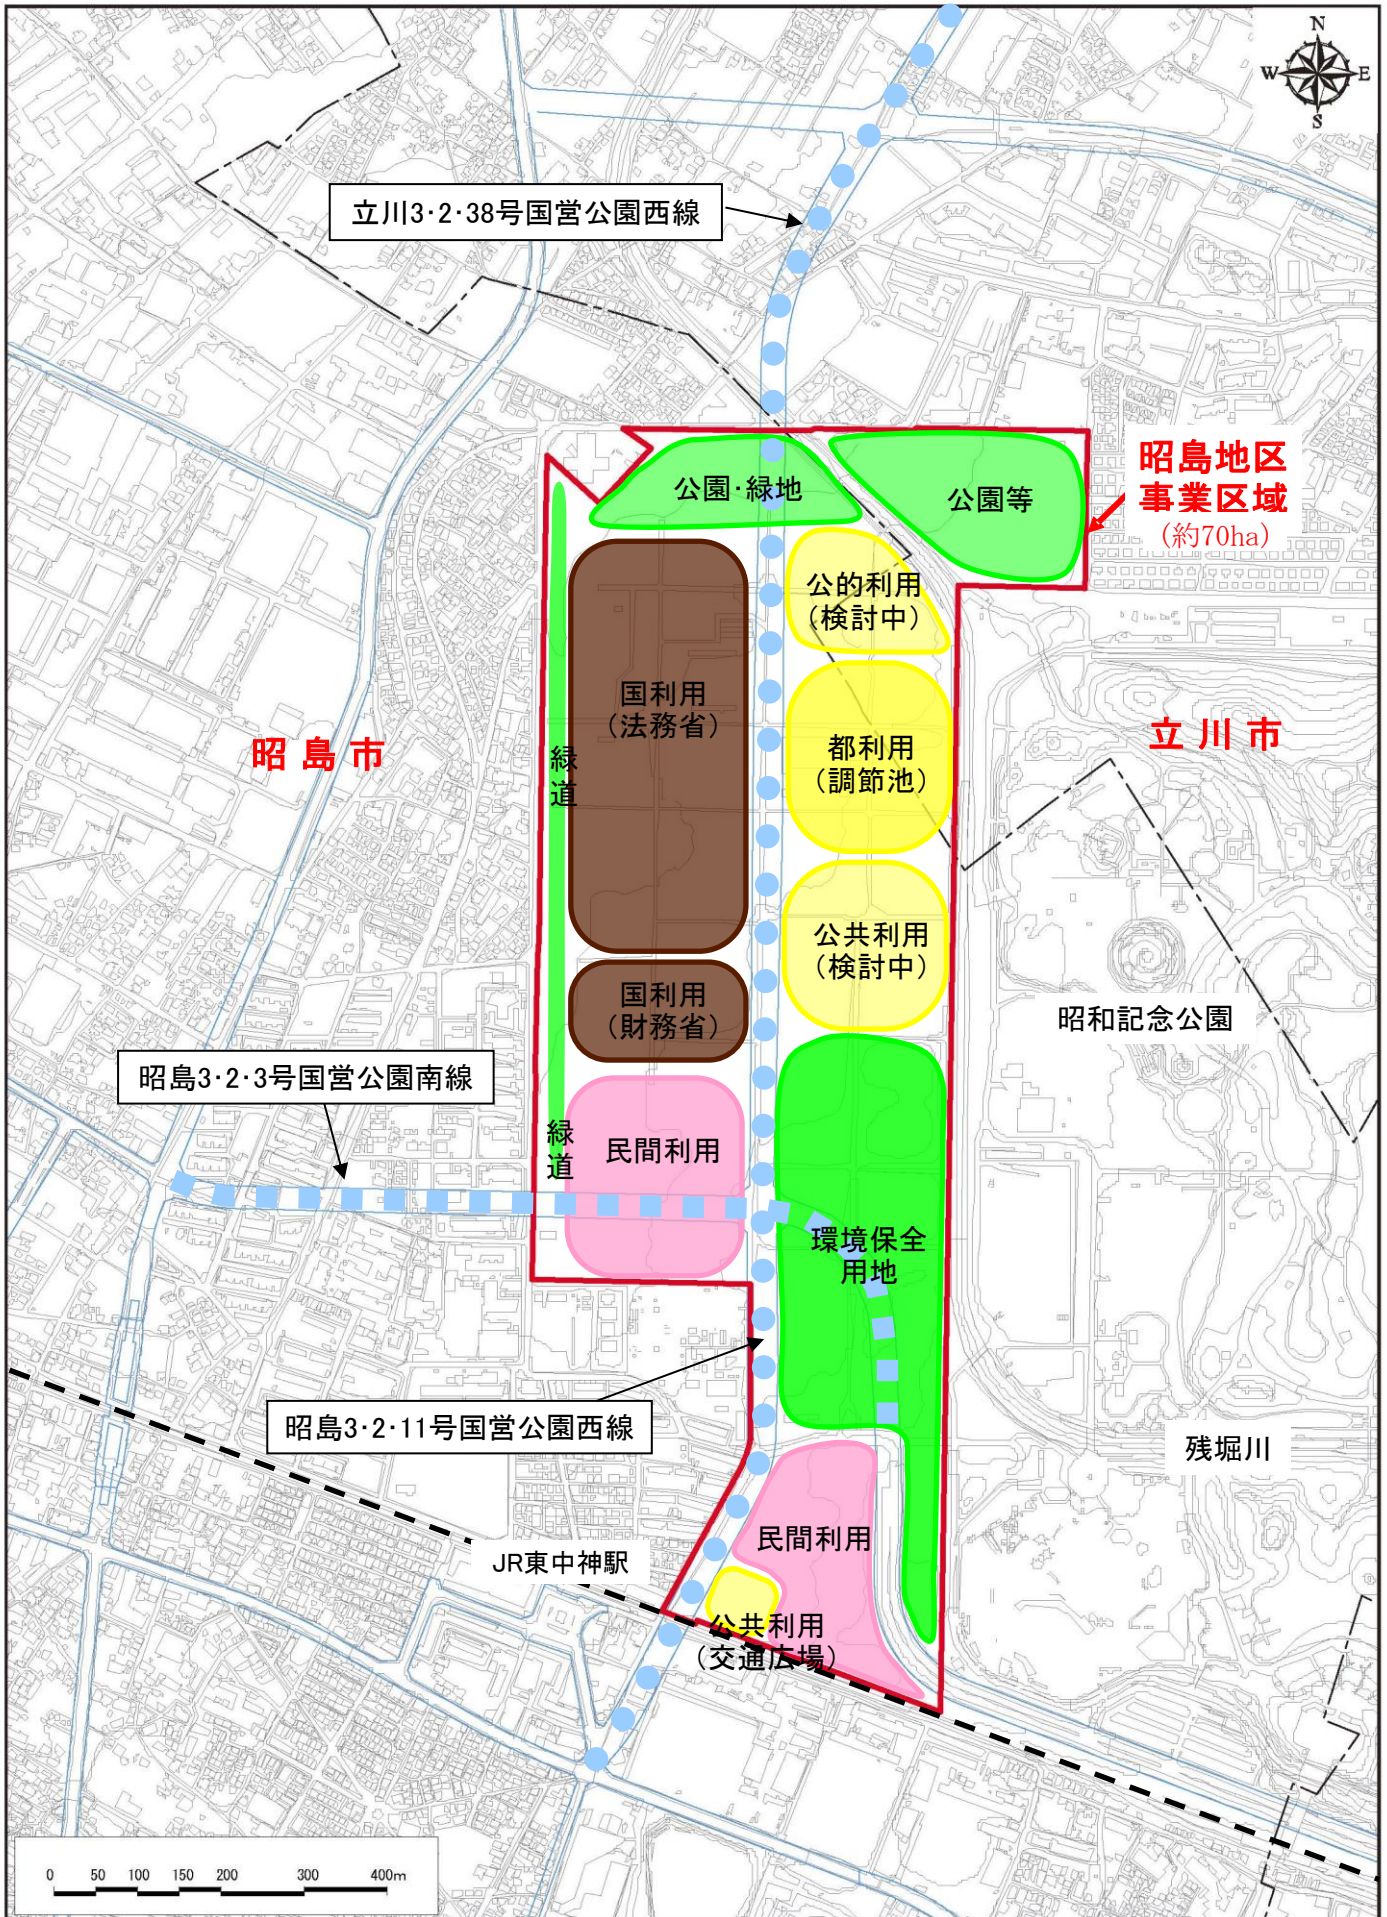 N
W
E
S
立川3・2・38号国営公園西線
昭島地区
事業区域
（約70ha）
公園・緑地
公園等
公的利用
（検討中）
国利用
（法務省）
昭島市
立川市
緑道
都利用
（調節池）
公共利用
（検討中）
国利用
（財務省）
昭和記念公園
昭島3・2・3号国営公園南線
緑道
民間利用
環境保全
用地
昭島3・2・11号国営公園西線
残堀川
民間利用
JR東中神駅
公共利用
（交通広場）
0 50 100 150 200 300 400m